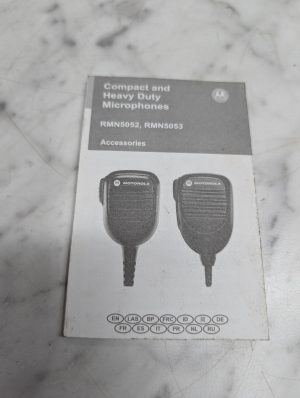 Compact and
Heavy Duty
Microphones
RMN5052, RMN5053
Accessories
MOTOROLA
MOTOROLA
EN LAS BP FRC ID DE
FR ES IT PR NL RU